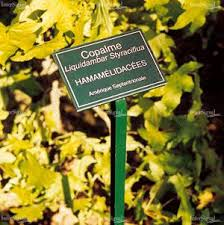 Copalme
Liquidambar Styraciflua
HAMAMELIDACÉES
Amérique Septentrionale